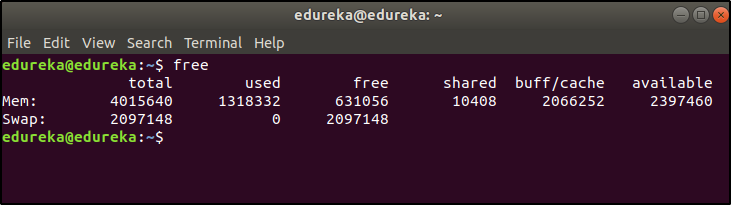 edureka@edureka: ~
File Edit View Search Terminal Help
edureka@edureka:~$ free
total used free shared buff/cache available
Mem: 4015640 1318332 631056 10408 2066252 2397460
Swap: 2097148 0 2097148
edureka@edureka:~$